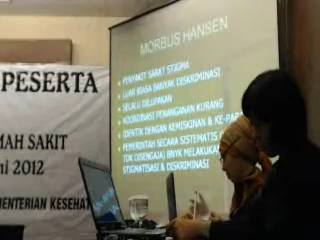 PESERTA
MAH SAKIT
ni 2012
MENTERIAN KESEHAT
MORBUS HANSEN
• PENYAKIT SARAT STIGMA
• LUAR BIASA BANYAK DISKRIMINASI
• SELALU DILUPAKAN
• KOORDINASI PENANGANAN KURANG
• IDENTIK DENGAN KEMISKINAN & KE-PAP
• PEMERINTAH SECARA SISTEMATIS (
TDK DISENGAJA) BNYK MELAKUKAN
STIGMATISASI & DISKRIMINASI